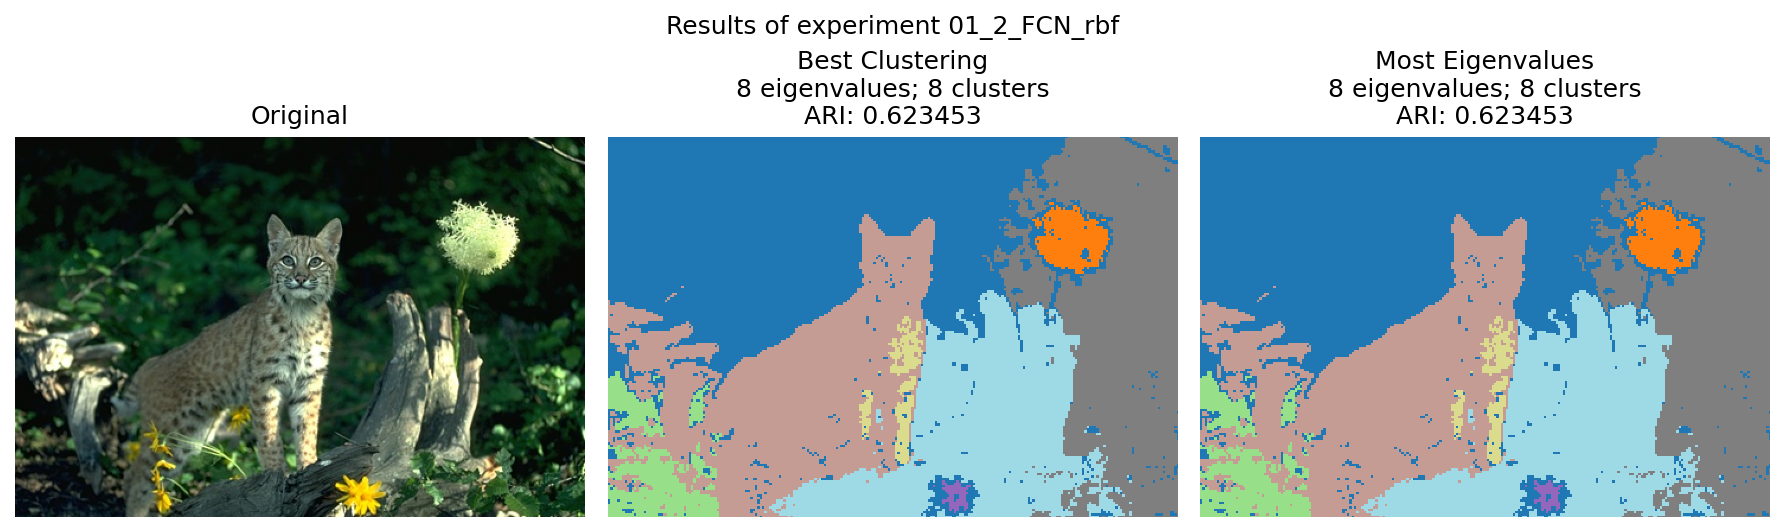 Results of experiment 01_2_FCN_rbf
Original
Best Clustering
8 eigenvalues; 8 clusters
ARI: 0.623453
Most Eigenvalues
8 eigenvalues; 8 clusters
ARI: 0.623453